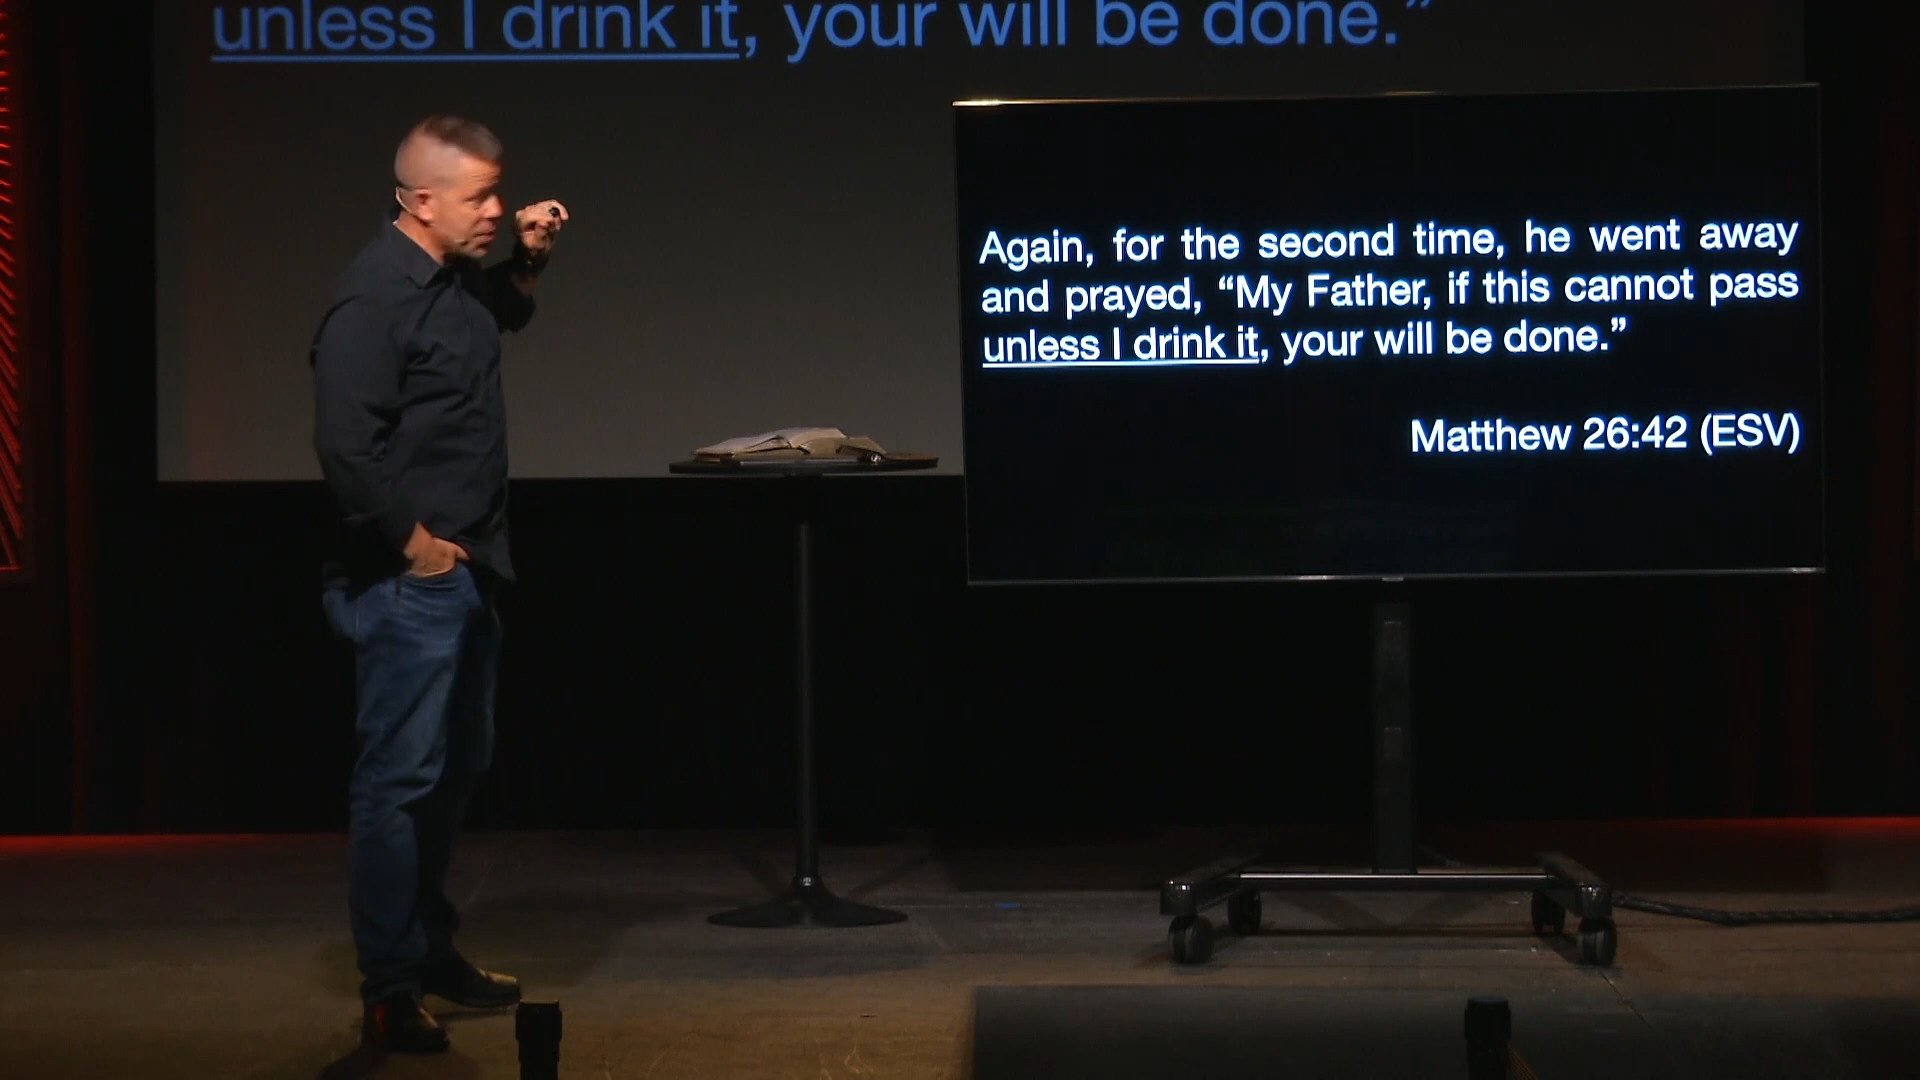 unless I drink it, your will be done.”
Again, for the second time, he went away
and prayed, “My Father, if this cannot pass
unless I drink it, your will be done.”
Matthew 26:42 (ESV)